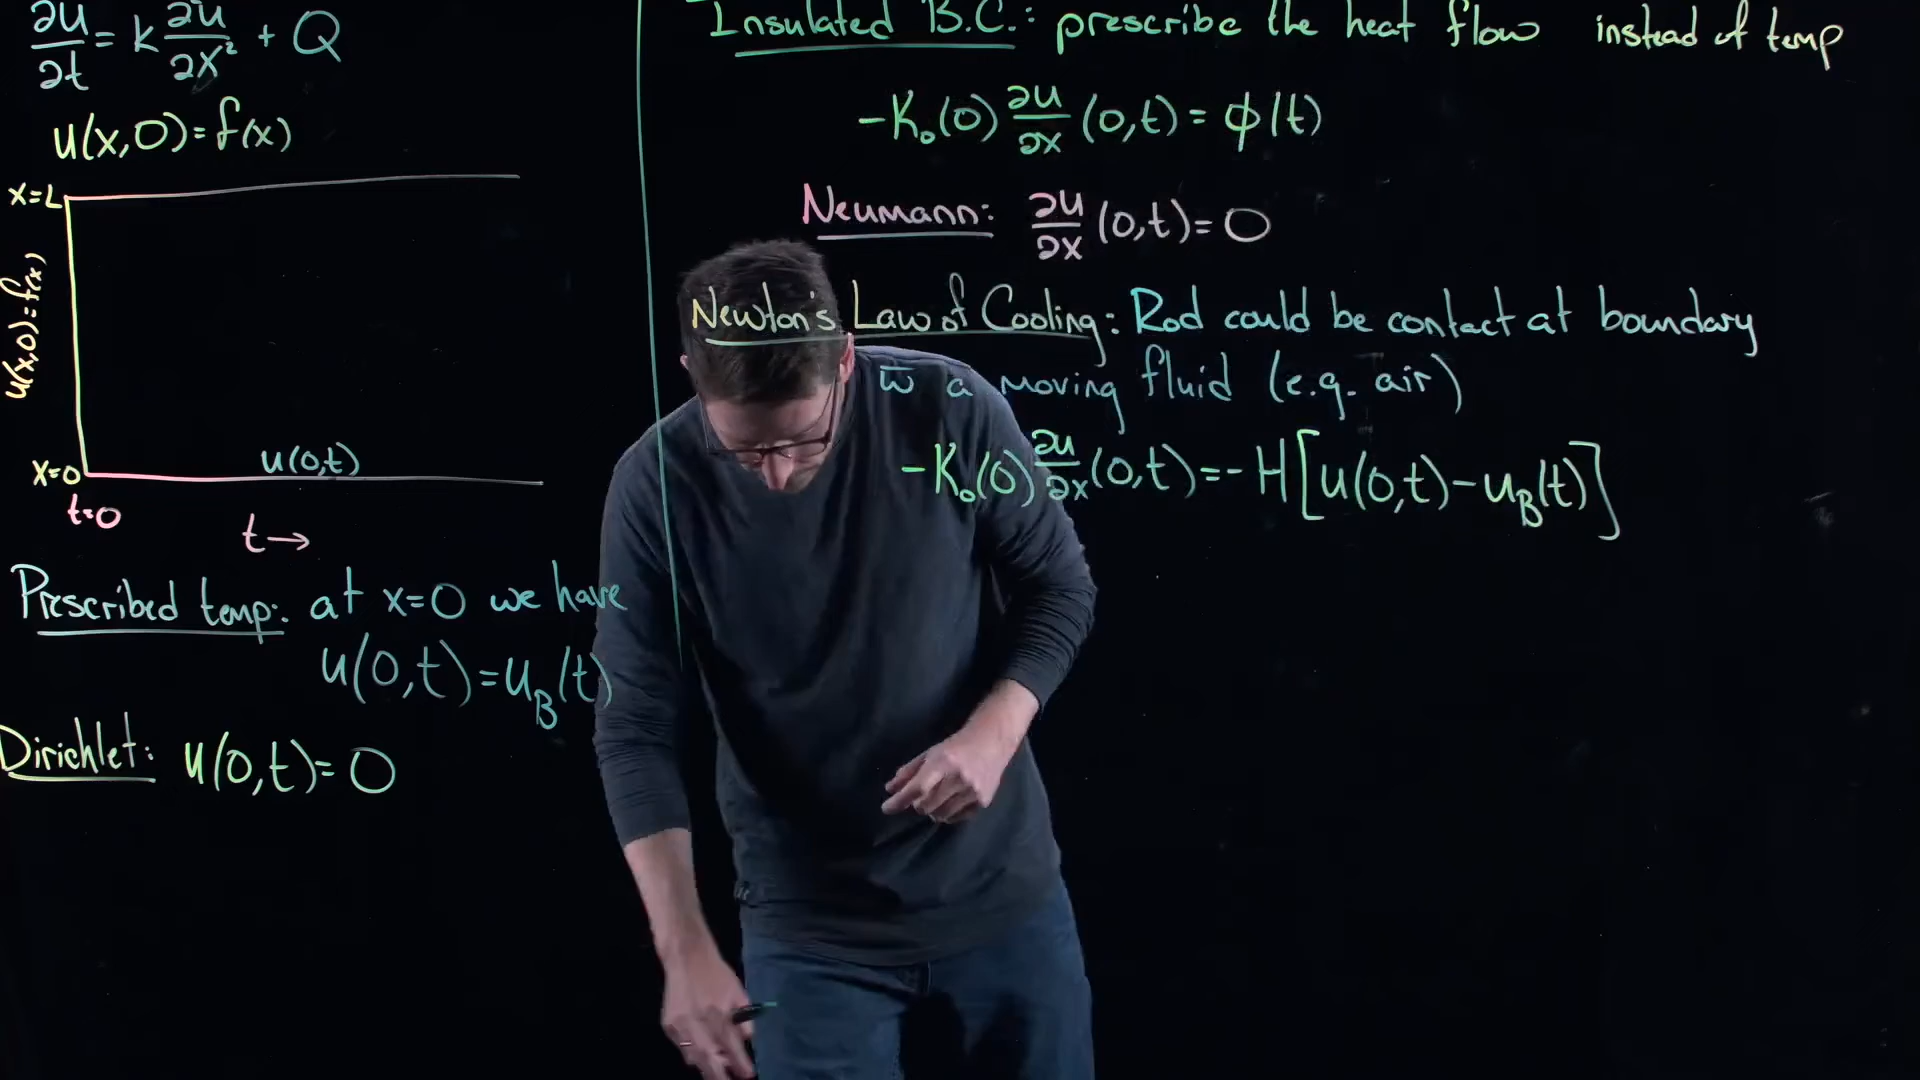 ∂u/∂t = k ∂²u/∂x² + Q
u(x,0)=f(x)
x=L
u(x,0)=f(x)
u(0,t)
x=0
t=0
t→
Prescribed temp: at x=0 we have
u(0,t)=u_B(t)
Dirichlet: u(0,t)=0
Insulated B.C.: prescribe the heat flow instead of temp
-K₀(0) ∂u/∂x (0,t) = φ(t)
Neumann: ∂u/∂x (0,t)=0
Newton's Law of Cooling: Rod could be contact at boundary
w̄ a moving fluid (e.g. air)
-K₀(0) ∂u/∂x (0,t) = -H[u(0,t)-u_B(t)]